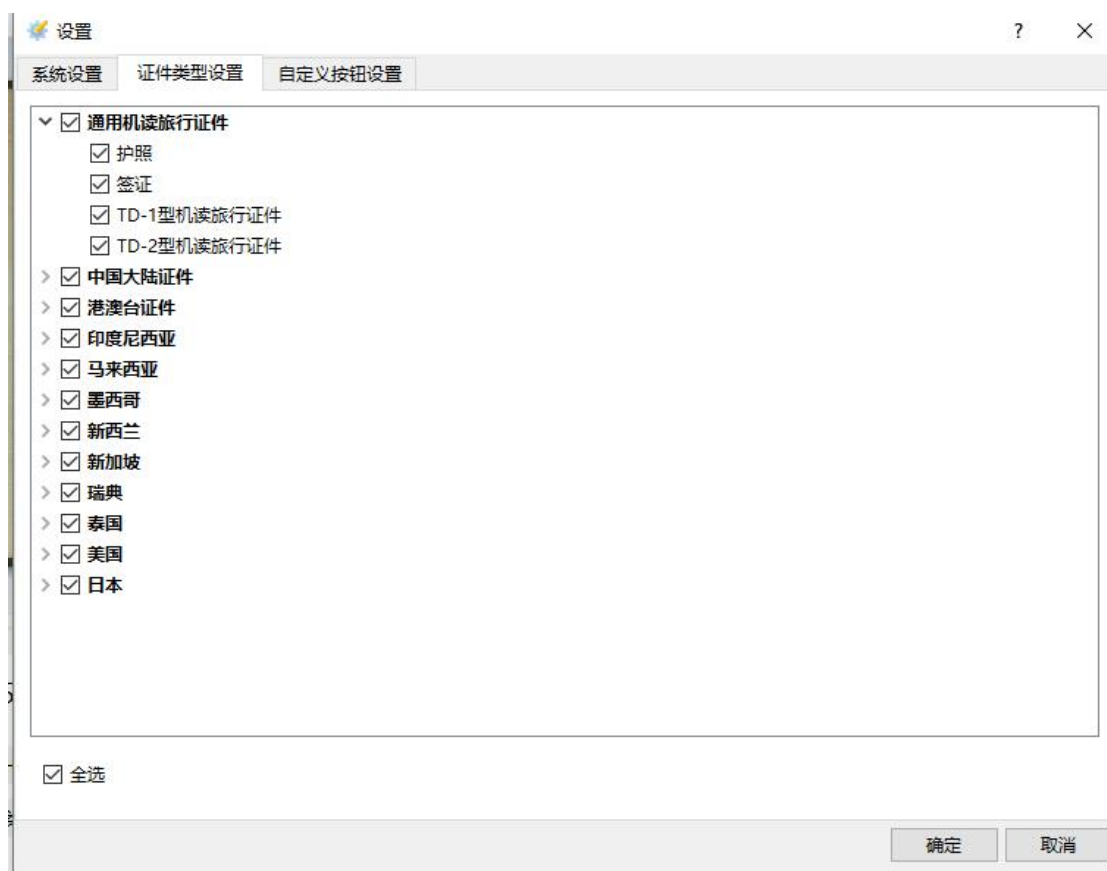 设置
系统设置 证件类型设置 自定义按钮设置
通用机读旅行证件
护照
签证
TD-1型机读旅行证件
TD-2型机读旅行证件
中国大陆证件
港澳台证件
印度尼西亚
马来西亚
墨西哥
新西兰
新加坡
瑞典
泰国
美国
日本
全选
确定 取消